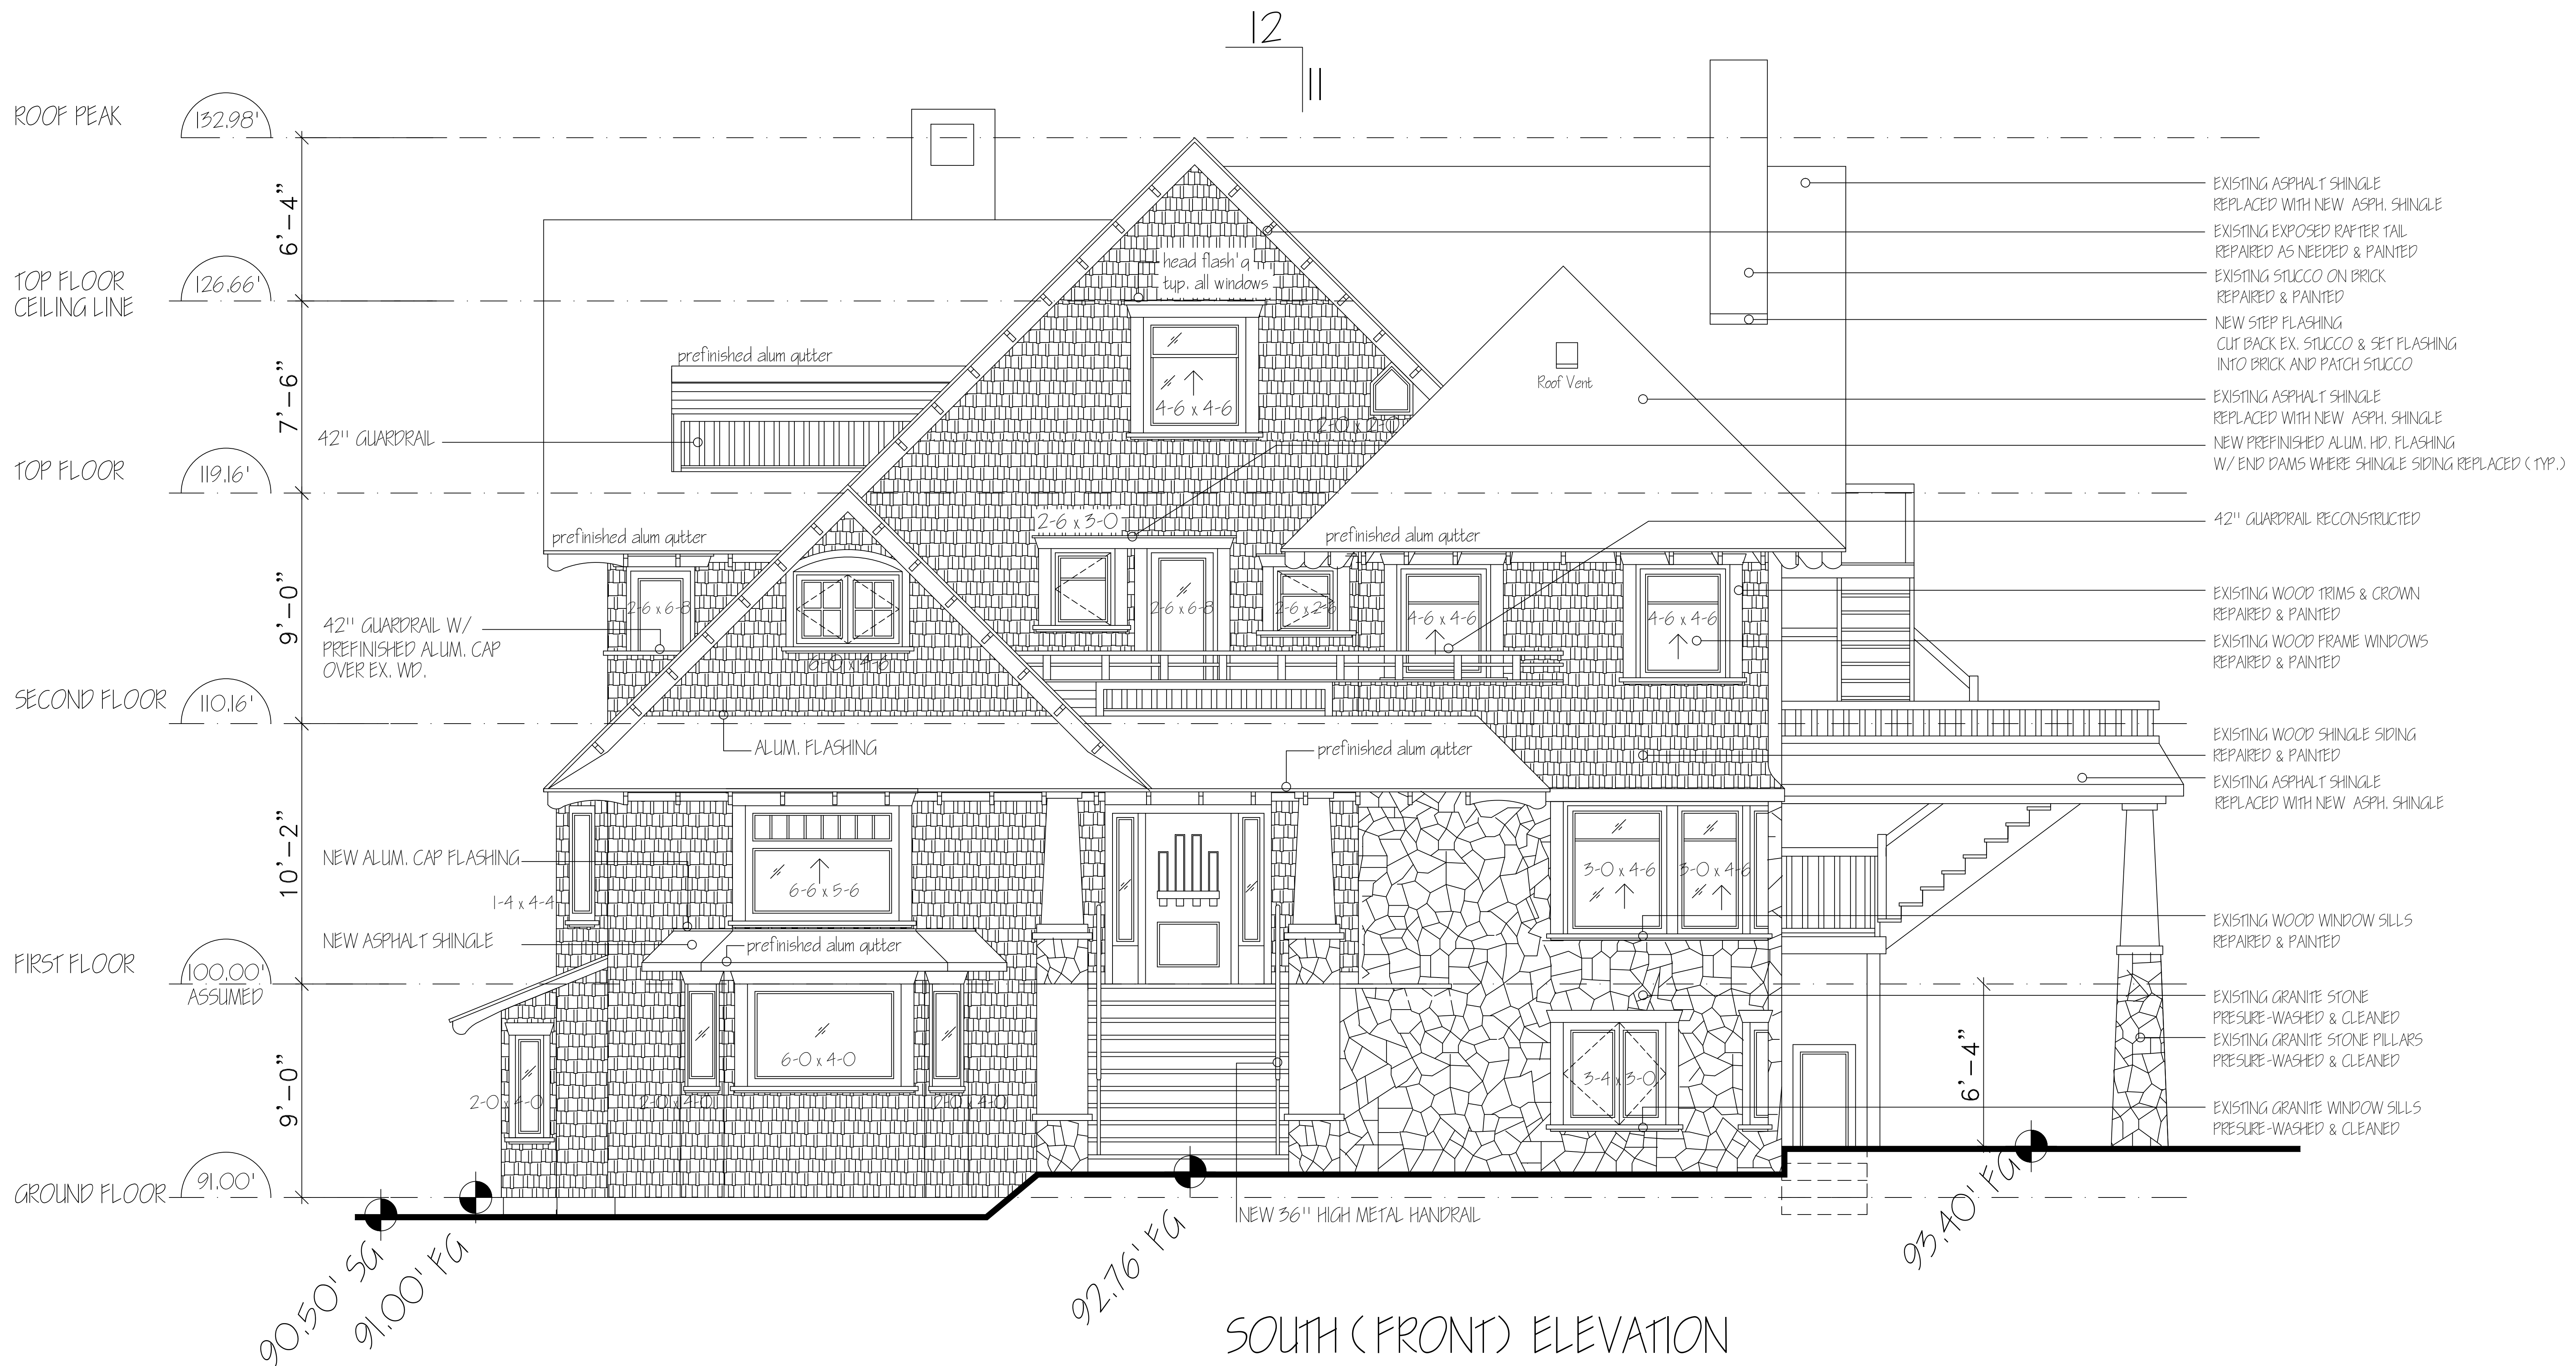 12
11
ROOF PEAK
132.98'
6'-4"
TOP FLOOR
CEILING LINE
126.66'
7'-6"
TOP FLOOR
119.16'
9'-0"
SECOND FLOOR
110.16'
10'-2"
FIRST FLOOR
100.00'
ASSUMED
9'-0"
GROUND FLOOR
91.00'
42" GUARDRAIL
42" GUARDRAIL W/
PREFINISHED ALUM. CAP
OVER EX. WD.
NEW ALUM. CAP FLASHING
1-4 x 4-4
NEW ASPHALT SHINGLE
head flash'g
typ. all windows
prefinished alum gutter
4-6 x 4-6
2-0 x 2-0
Roof Vent
prefinished alum gutter
2-6 x 3-0
prefinished alum gutter
2-6 x 6-8
6-0 x 4-6
2-6 x 6-8
2-6 x 2-6
4-6 x 4-6
4-6 x 4-6
ALUM. FLASHING
prefinished alum gutter
6-6 x 5-6
3-0 x 4-6
3-0 x 4-6
prefinished alum gutter
6-0 x 4-0
2-0 x 4-0
2-0 x 4-0
2-0 x 4-0
3-4 x 3-0
6'-4"
NEW 36" HIGH METAL HANDRAIL
EXISTING ASPHALT SHINGLE
REPLACED WITH NEW ASPH. SHINGLE
EXISTING EXPOSED RAFTER TAIL
REPAIRED AS NEEDED & PAINTED
EXISTING STUCCO ON BRICK
REPAIRED & PAINTED
NEW STEP FLASHING
CUT BACK EX. STUCCO & SET FLASHING
INTO BRICK AND PATCH STUCCO
EXISTING ASPHALT SHINGLE
REPLACED WITH NEW ASPH. SHINGLE
NEW PREFINISHED ALUM. HD. FLASHING
W/ END DAMS WHERE SHINGLE SIDING REPLACED (TYP.)
42" GUARDRAIL RECONSTRUCTED
EXISTING WOOD TRIMS & CROWN
REPAIRED & PAINTED
EXISTING WOOD FRAME WINDOWS
REPAIRED & PAINTED
EXISTING WOOD SHINGLE SIDING
REPAIRED & PAINTED
EXISTING ASPHALT SHINGLE
REPLACED WITH NEW ASPH. SHINGLE
EXISTING WOOD WINDOW SILLS
REPAIRED & PAINTED
EXISTING GRANITE STONE
PRESURE-WASHED & CLEANED
EXISTING GRANITE STONE PILLARS
PRESURE-WASHED & CLEANED
EXISTING GRANITE WINDOW SILLS
PRESURE-WASHED & CLEANED
90.50' SG
91.00' FG
92.76' FG
93.40' FG
SOUTH (FRONT) ELEVATION